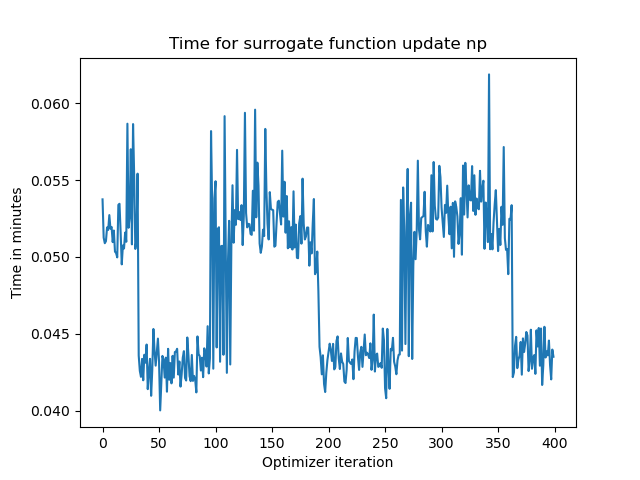 Time for surrogate function update np
Time in minutes
0.060
0.055
0.050
0.045
0.040
0 50 100 150 200 250 300 350 400
Optimizer iteration